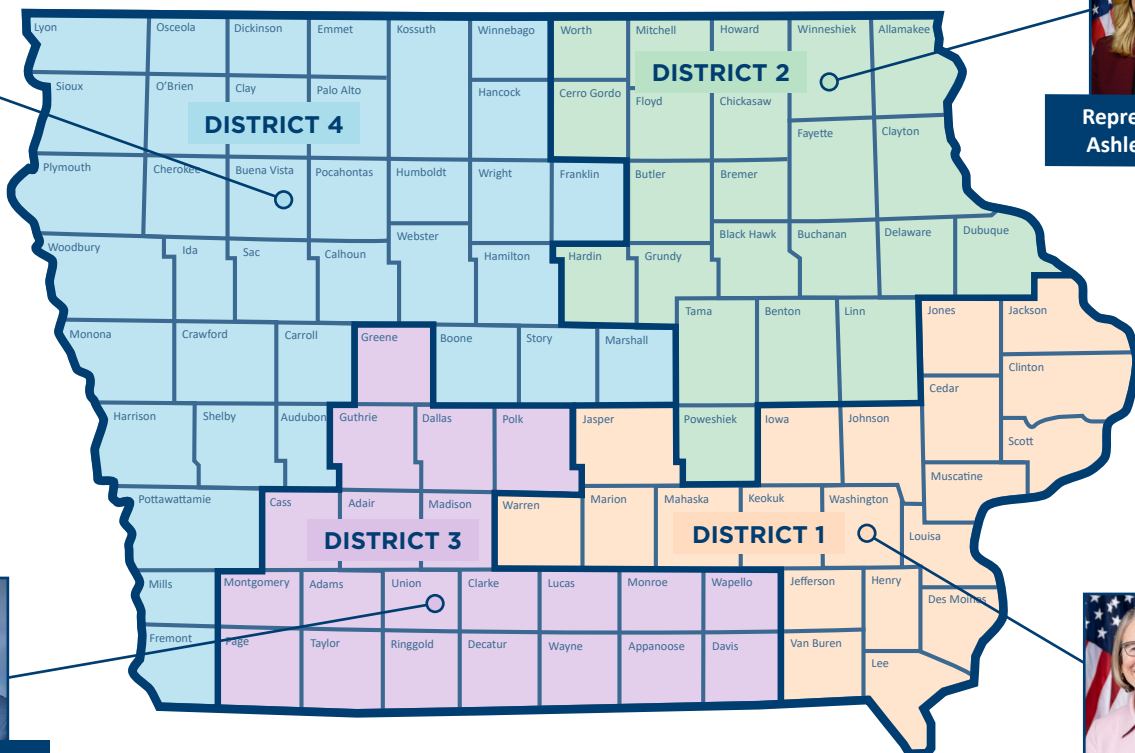 Lyon
Osceola
Dickinson
Emmet
Kossuth
Winnebago
Worth
Mitchell
Howard
Winneshiek
Allamakee
DISTRICT 2
Sioux
O'Brien
Clay
Palo Alto
Hancock
Cerro Gordo
Floyd
Chickasaw
DISTRICT 4
Repre
Ashle
Fayette
Clayton
Plymouth
Cherokee
Buena Vista
Pocahontas
Humboldt
Wright
Franklin
Butler
Bremer
Woodbury
Ida
Sac
Calhoun
Webster
Hamilton
Hardin
Grundy
Black Hawk
Buchanan
Delaware
Dubuque
Monona
Crawford
Carroll
Greene
Boone
Story
Marshall
Tama
Benton
Linn
Jones
Jackson
Clinton
Cedar
Harrison
Shelby
Audubon
Guthrie
Dallas
Polk
Jasper
Poweshiek
Iowa
Johnson
Scott
Muscatine
Pottawattamie
Cass
Adair
Madison
Warren
Marion
Mahaska
Keokuk
Washington
Louisa
DISTRICT 3
DISTRICT 1
Mills
Montgomery
Adams
Union
Clarke
Lucas
Monroe
Wapello
Jefferson
Henry
Des Moines
Fremont
Page
Taylor
Ringgold
Decatur
Wayne
Appanoose
Davis
Van Buren
Lee